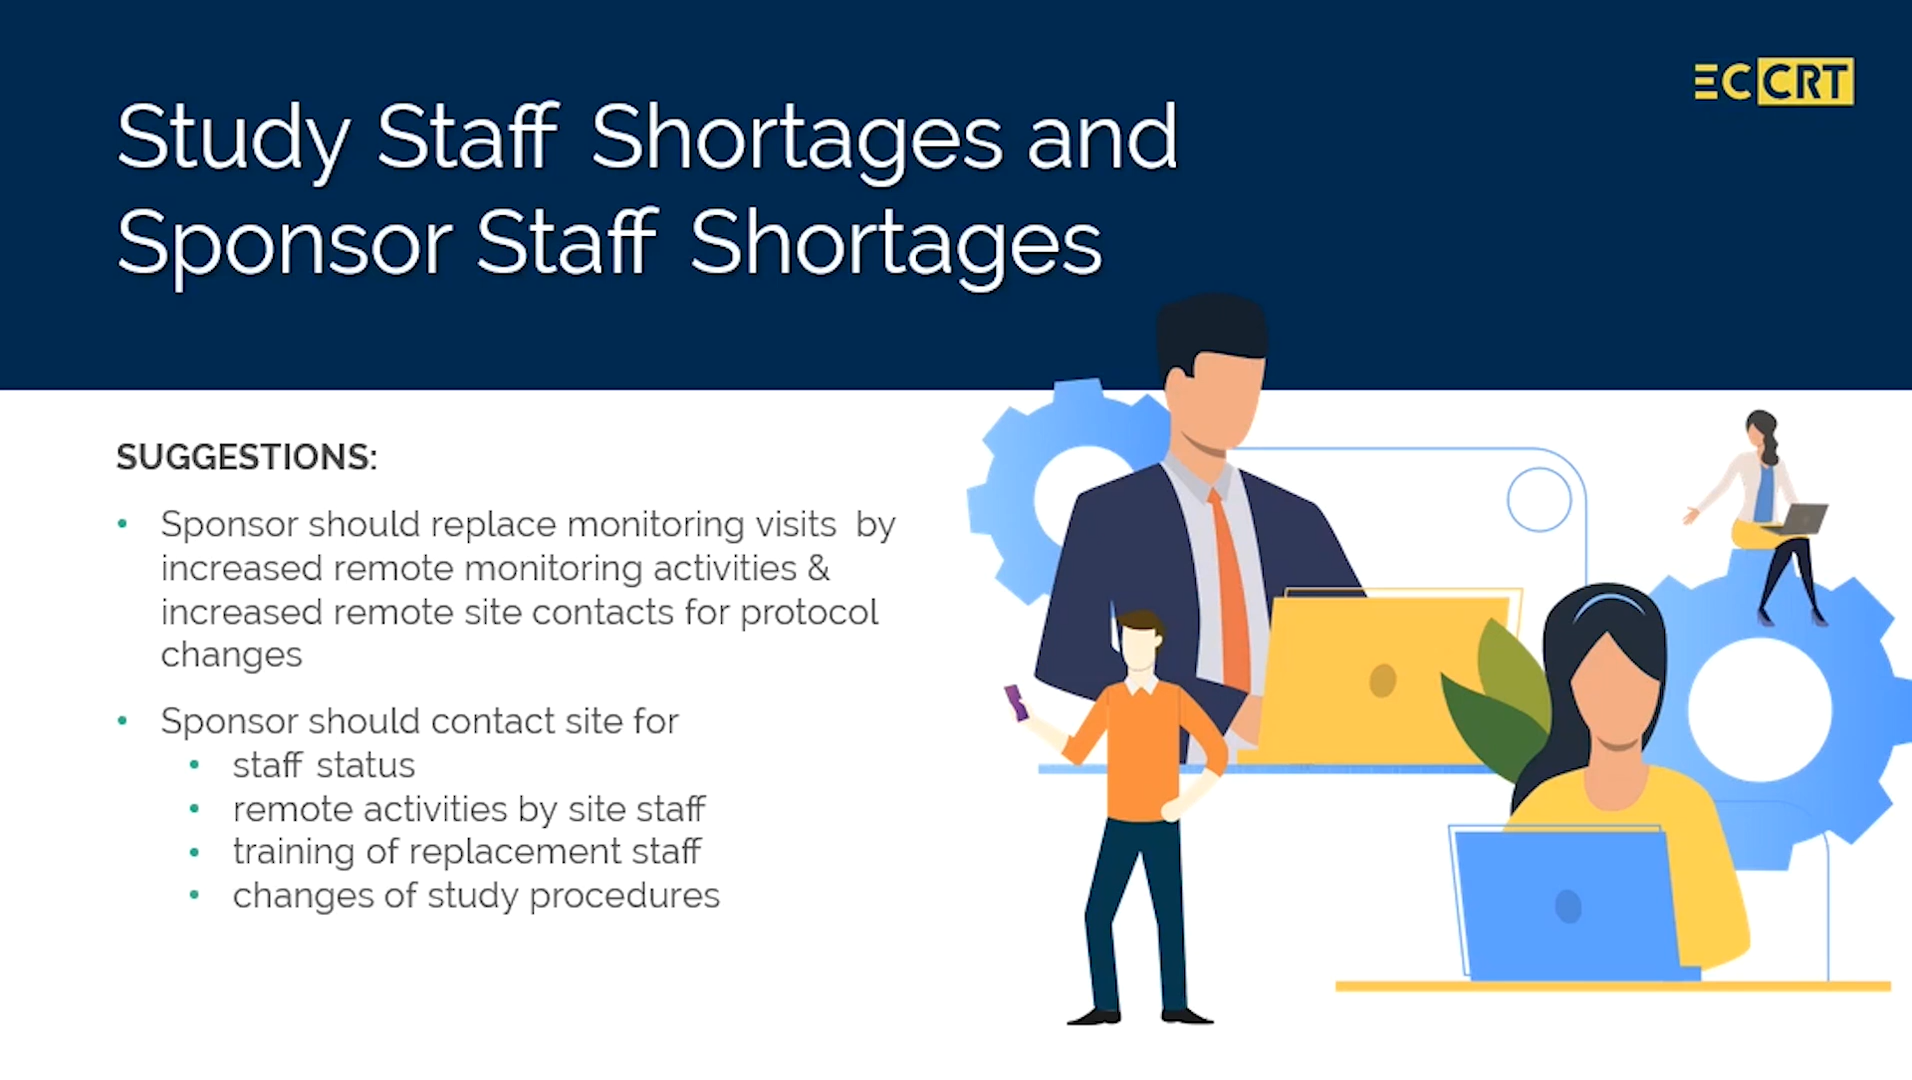 ECCRT
Study Staff Shortages and
Sponsor Staff Shortages
SUGGESTIONS:
• Sponsor should replace monitoring visits by
increased remote monitoring activities &
increased remote site contacts for protocol
changes
• Sponsor should contact site for
• staff status
• remote activities by site staff
• training of replacement staff
• changes of study procedures